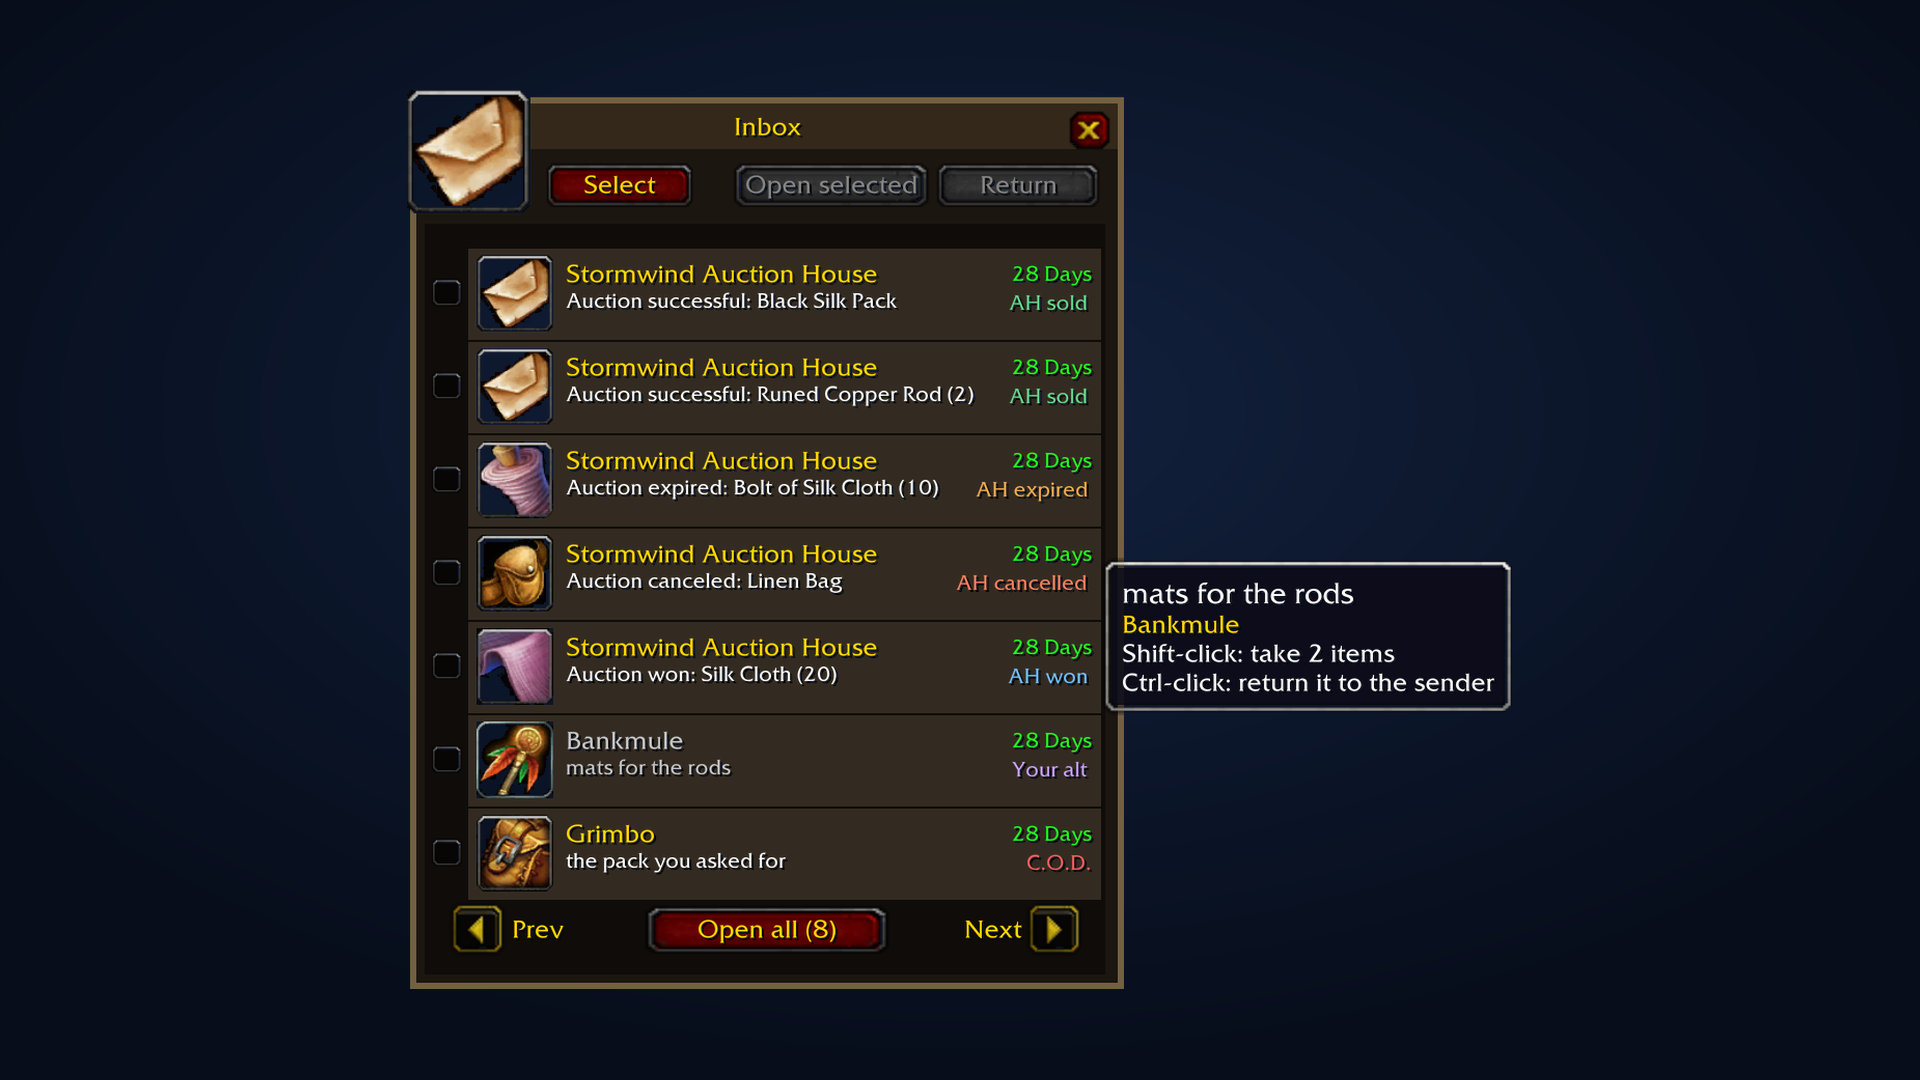 Inbox
Select
Open selected
Return
Stormwind Auction House
28 Days
Auction successful: Black Silk Pack
AH sold
Stormwind Auction House
28 Days
Auction successful: Runed Copper Rod (2)
AH sold
Stormwind Auction House
28 Days
Auction expired: Bolt of Silk Cloth (10)
AH expired
Stormwind Auction House
28 Days
Auction canceled: Linen Bag
AH cancelled
Stormwind Auction House
28 Days
Auction won: Silk Cloth (20)
AH won
Bankmule
28 Days
mats for the rods
Your alt
Grimbo
28 Days
the pack you asked for
C.O.D.
Prev
Open all (8)
Next
mats for the rods
Bankmule
Shift-click: take 2 items
Ctrl-click: return it to the sender